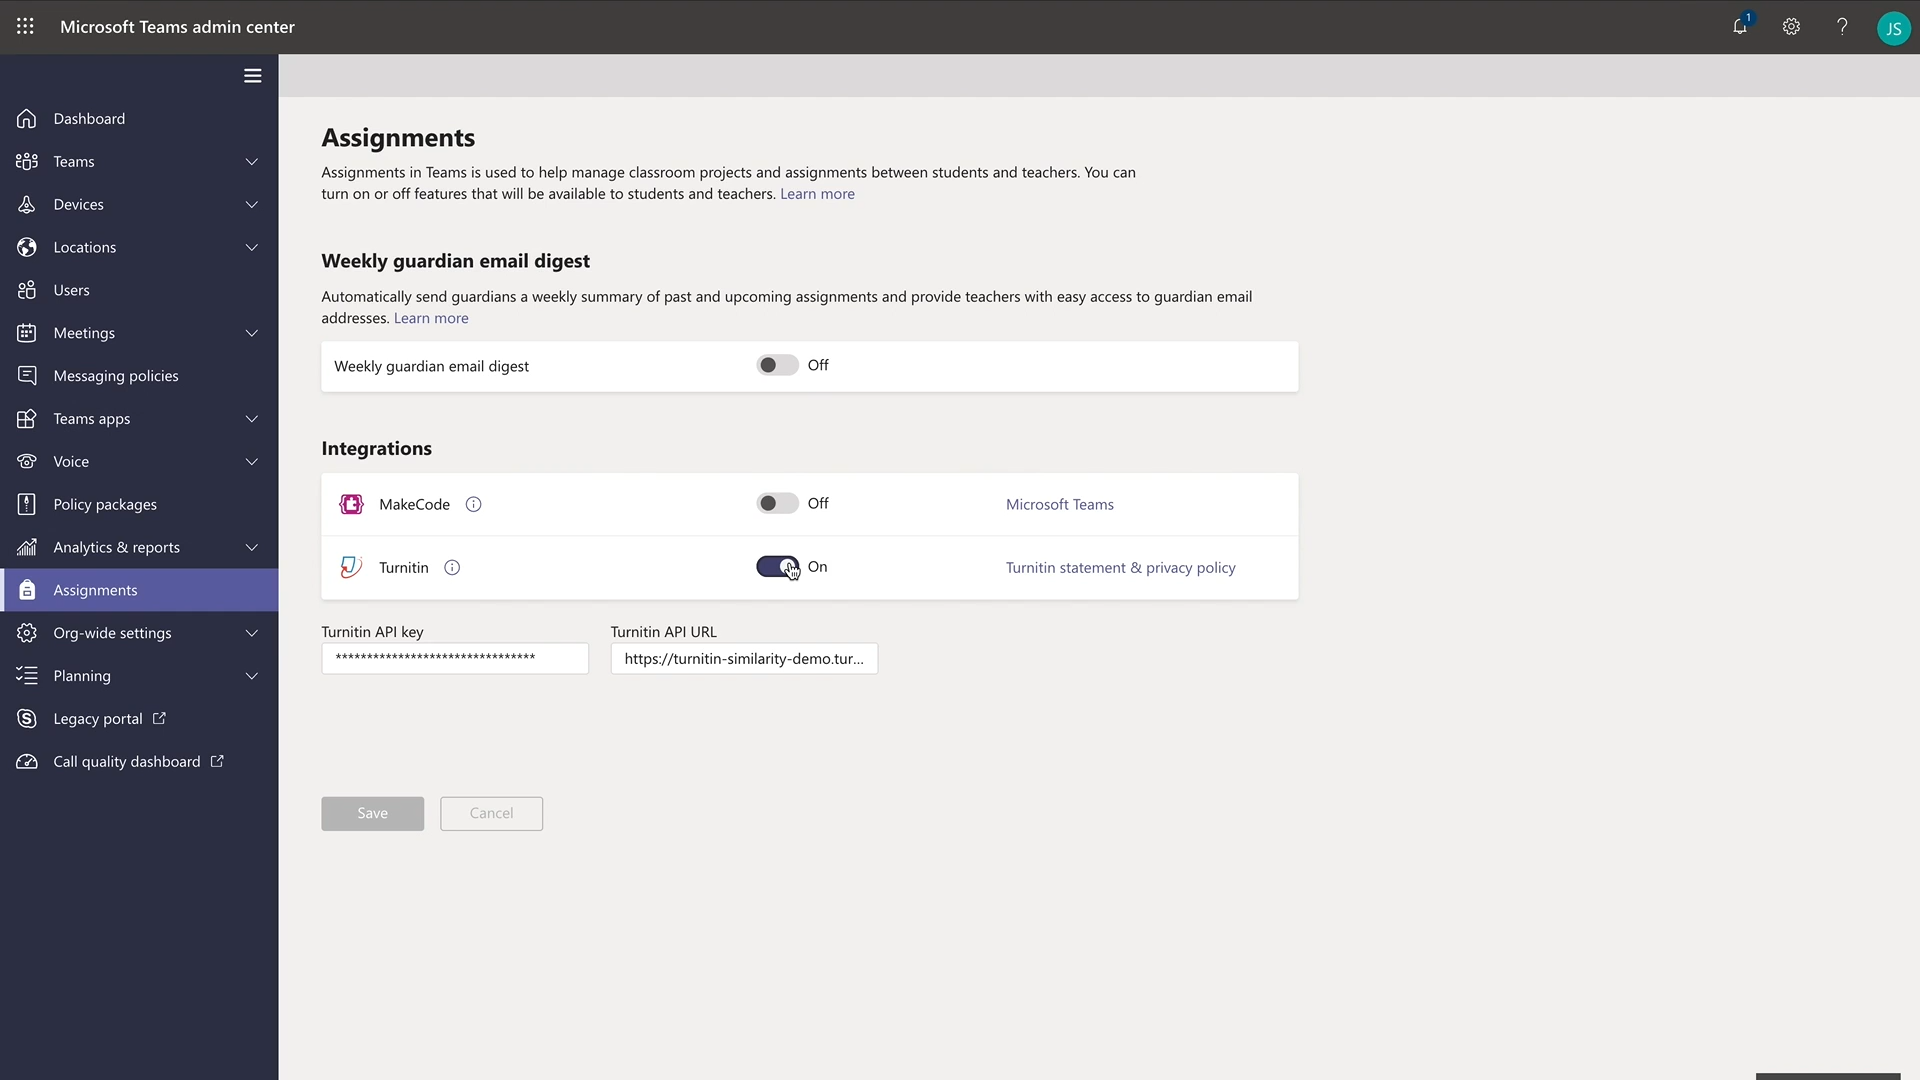 Microsoft Teams admin center
1
JS
Dashboard
Teams
Devices
Locations
Users
Meetings
Messaging policies
Teams apps
Voice
Policy packages
Analytics & reports
Assignments
Org-wide settings
Planning
Legacy portal
Call quality dashboard
Assignments
Assignments in Teams is used to help manage classroom projects and assignments between students and teachers. You can
turn on or off features that will be available to students and teachers. Learn more
Weekly guardian email digest
Automatically send guardians a weekly summary of past and upcoming assignments and provide teachers with easy access to guardian email
addresses. Learn more
Weekly guardian email digest Off
Integrations
MakeCode Off Microsoft Teams
Turnitin On Turnitin statement & privacy policy
Turnitin API key Turnitin API URL
******************************** https://turnitin-similarity-demo.tur...
Save Cancel